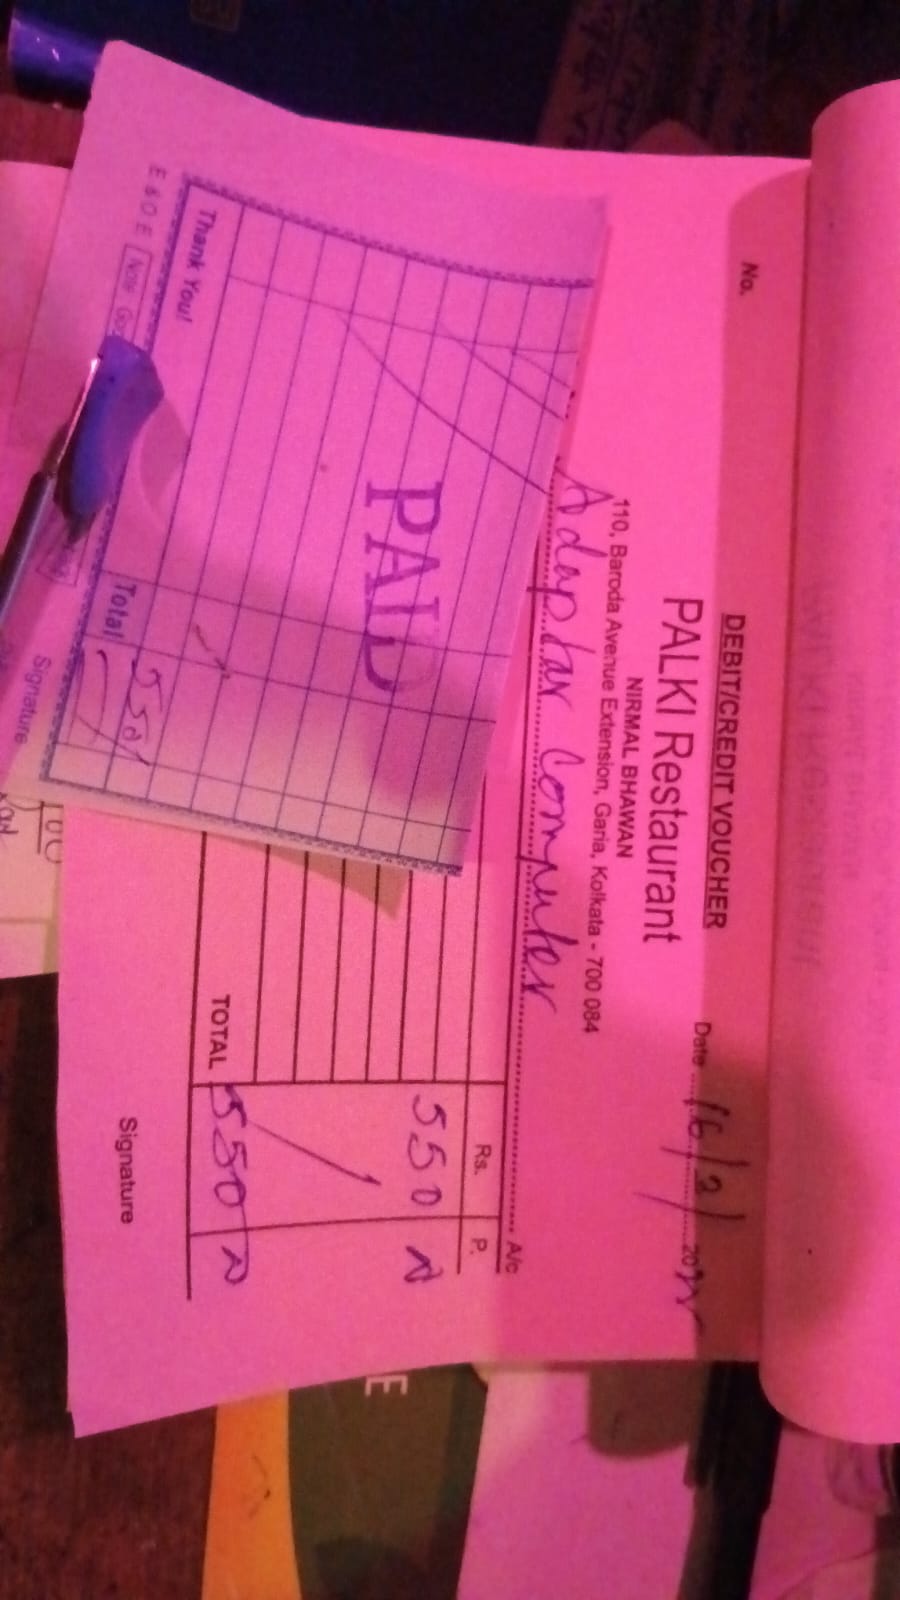 DEBIT/CREDIT VOUCHER
No.
Date 16/2/20
PALKI Restaurant
NIRMAL BHAWAN
110, Baroda Avenue Extension, Garia, Kolkata - 700 084
Adaptar Computer A/c
Rs. P.
550
TOTAL 550
Signature
PAID
Total 550/
Thank You!
E & O E Note
Signature